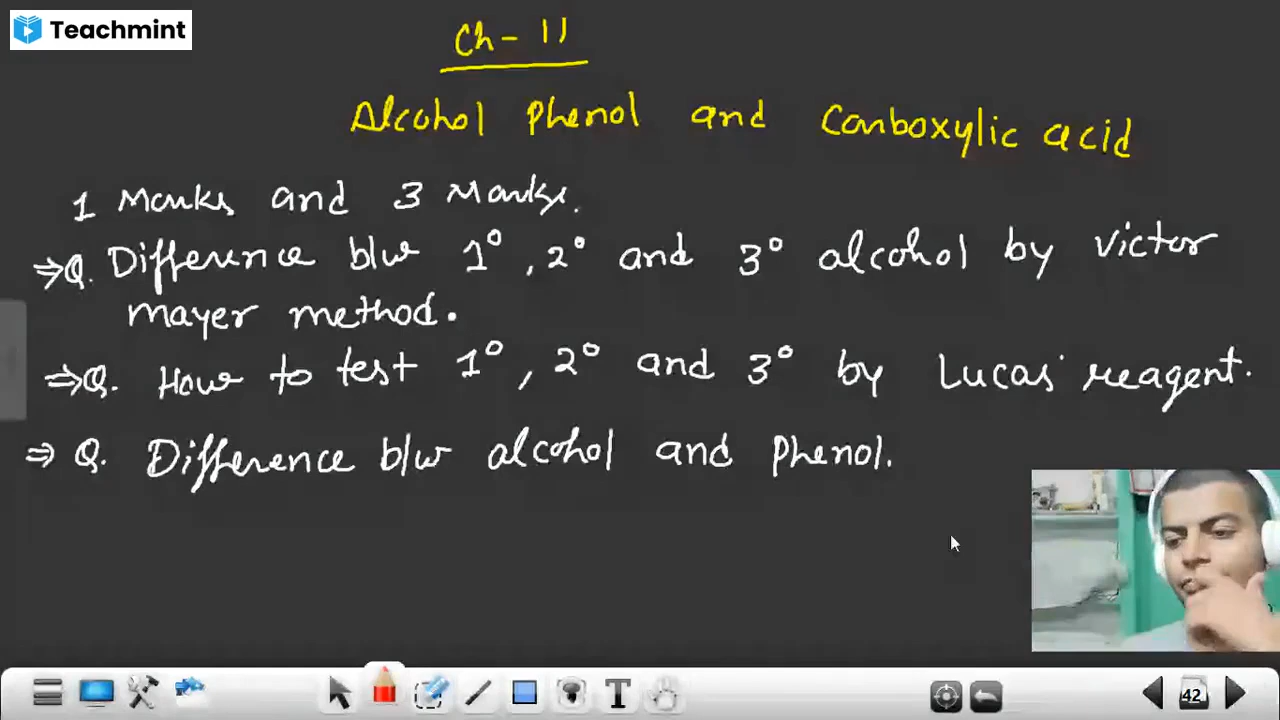 Teachmint
Ch - 11
Alcohol Phenol and Carboxylic acid
1 Marks and 3 Marks.
⇒Q. Difference b/w 1°, 2° and 3° alcohol by Victor
mayer method.
⇒Q. How to test 1°, 2° and 3° by Lucas reagent.
⇒ Q. Difference b/w alcohol and Phenol.
42